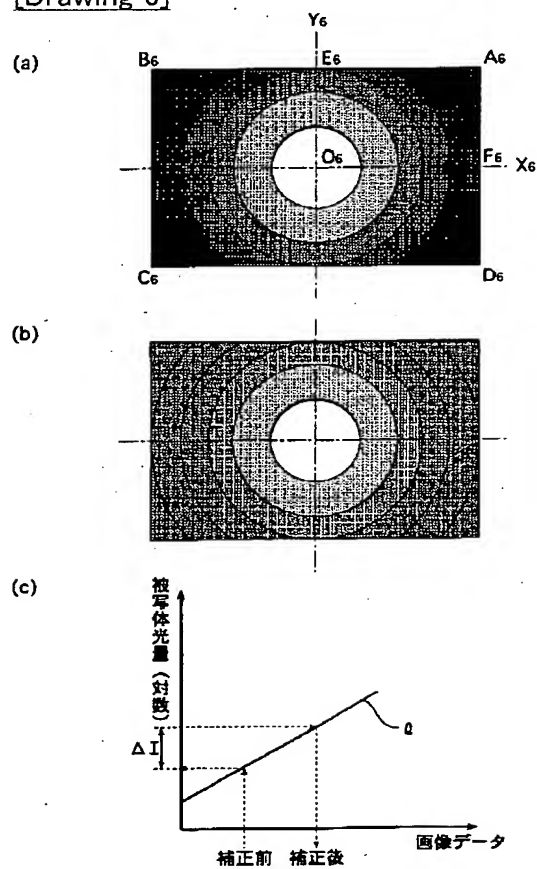 [Drawing 6]
(a)
Y6
B6 E6 A6
O6 F6 X6
C6 D6
(b)
(c)
被写体光量(対数)
ΔI
a
補正前 補正後
画像データ